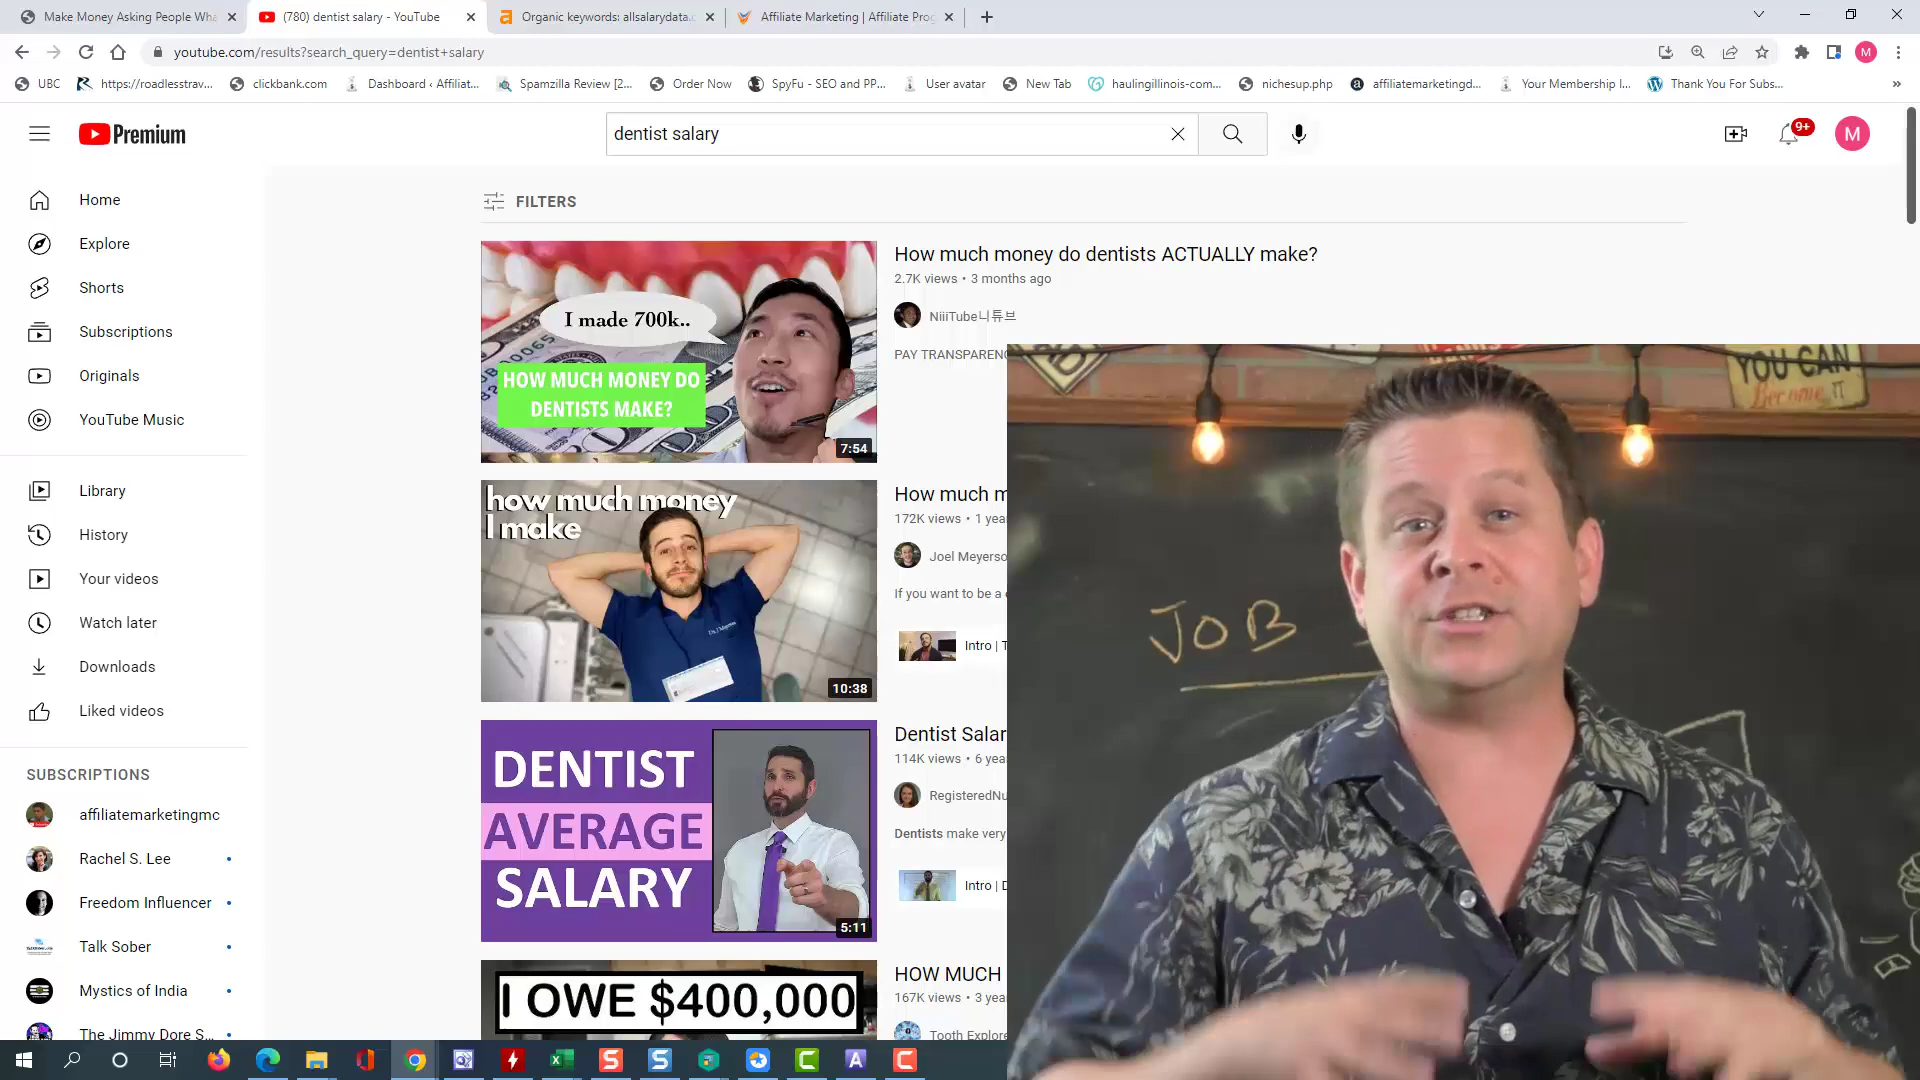 Make Money Asking People Wha
(780) dentist salary - YouTube
Organic keywords: allsalarydata.c
Affiliate Marketing | Affiliate Prog
youtube.com/results?search_query=dentist+salary
M
UBC
https://roadlesstrav...
clickbank.com
Dashboard ‹ Affiliat...
Spamzilla Review [2...
Order Now
SpyFu - SEO and PP...
User avatar
New Tab
haulingillinois-com...
nichesup.php
affiliatemarketingd...
Your Membership I...
Thank You For Subs...
»
Premium
dentist salary
9+
M
Home
Explore
Shorts
Subscriptions
Originals
YouTube Music
Library
History
Your videos
Watch later
Downloads
Liked videos
SUBSCRIPTIONS
affiliatemarketingmc
Rachel S. Lee
Freedom Influencer
Talk Sober
Mystics of India
The Jimmy Dore S...
FILTERS
I made 700k..
HOW MUCH MONEY DO
DENTISTS MAKE?
7:54
How much money do dentists ACTUALLY make?
2.7K views • 3 months ago
NiiiTube니튜브
PAY TRANSPARENC
how much money
I make
10:38
How much m
172K views • 1 yea
Joel Meyerso
If you want to be a
Intro | T
DENTIST
AVERAGE
SALARY
5:11
Dentist Salar
114K views • 6 yea
RegisteredNu
Dentists make very
Intro | D
I OWE $400,000
HOW MUCH
167K views • 3 yea
Tooth Explore
YOU CAN
Become IT
JOB